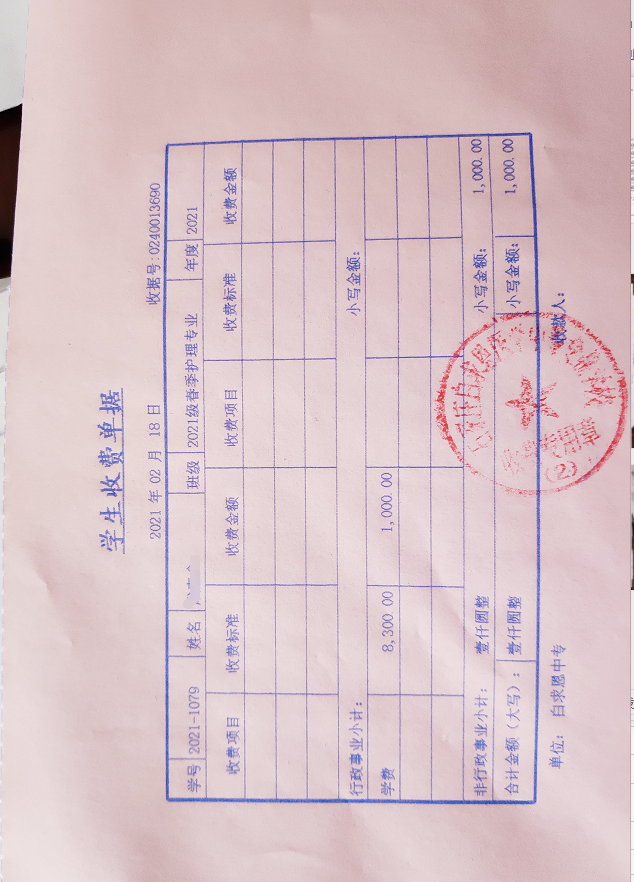 学生收费单据
2021 年 02 月 18 日 收据号:0240013690
学号 2021-1079 姓名 班级 2021级春季护理专业 年度 2021
收费项目 收费标准 收费金额 收费项目 收费标准 收费金额
行政事业小计: 小写金额:
学费 8,300.00 1,000.00
非行政事业小计: 壹仟圆整 小写金额: 1,000.00
合计金额（大写）: 壹仟圆整 小写金额: 1,000.00
单位: 白求恩中专 收款人:
(2)